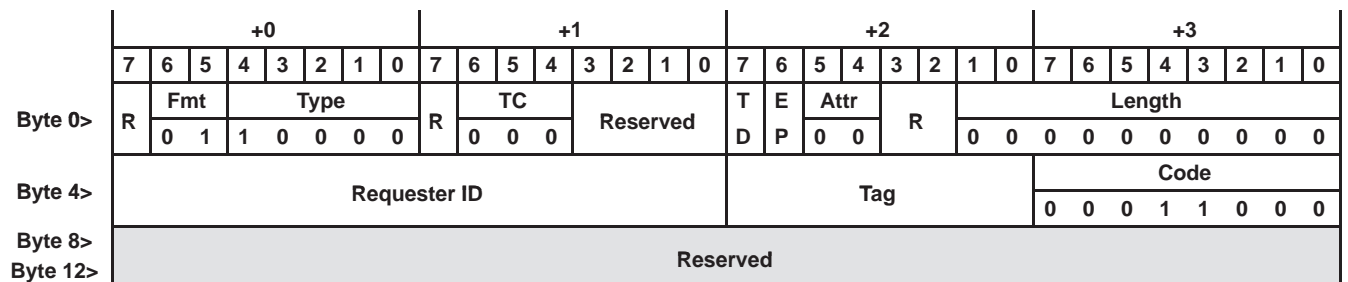 +0 +1 +2 +3
7 6 5 4 3 2 1 0 7 6 5 4 3 2 1 0 7 6 5 4 3 2 1 0 7 6 5 4 3 2 1 0
Byte 0> R Fmt Type R TC Reserved T E Attr R Length
0 1 1 0 0 0 0 0 0 0 D P 0 0 0 0 0 0 0 0 0 0 0 0
Byte 4> Requester ID Tag Code
0 0 0 1 1 0 0 0
Byte 8>
Reserved
Byte 12>